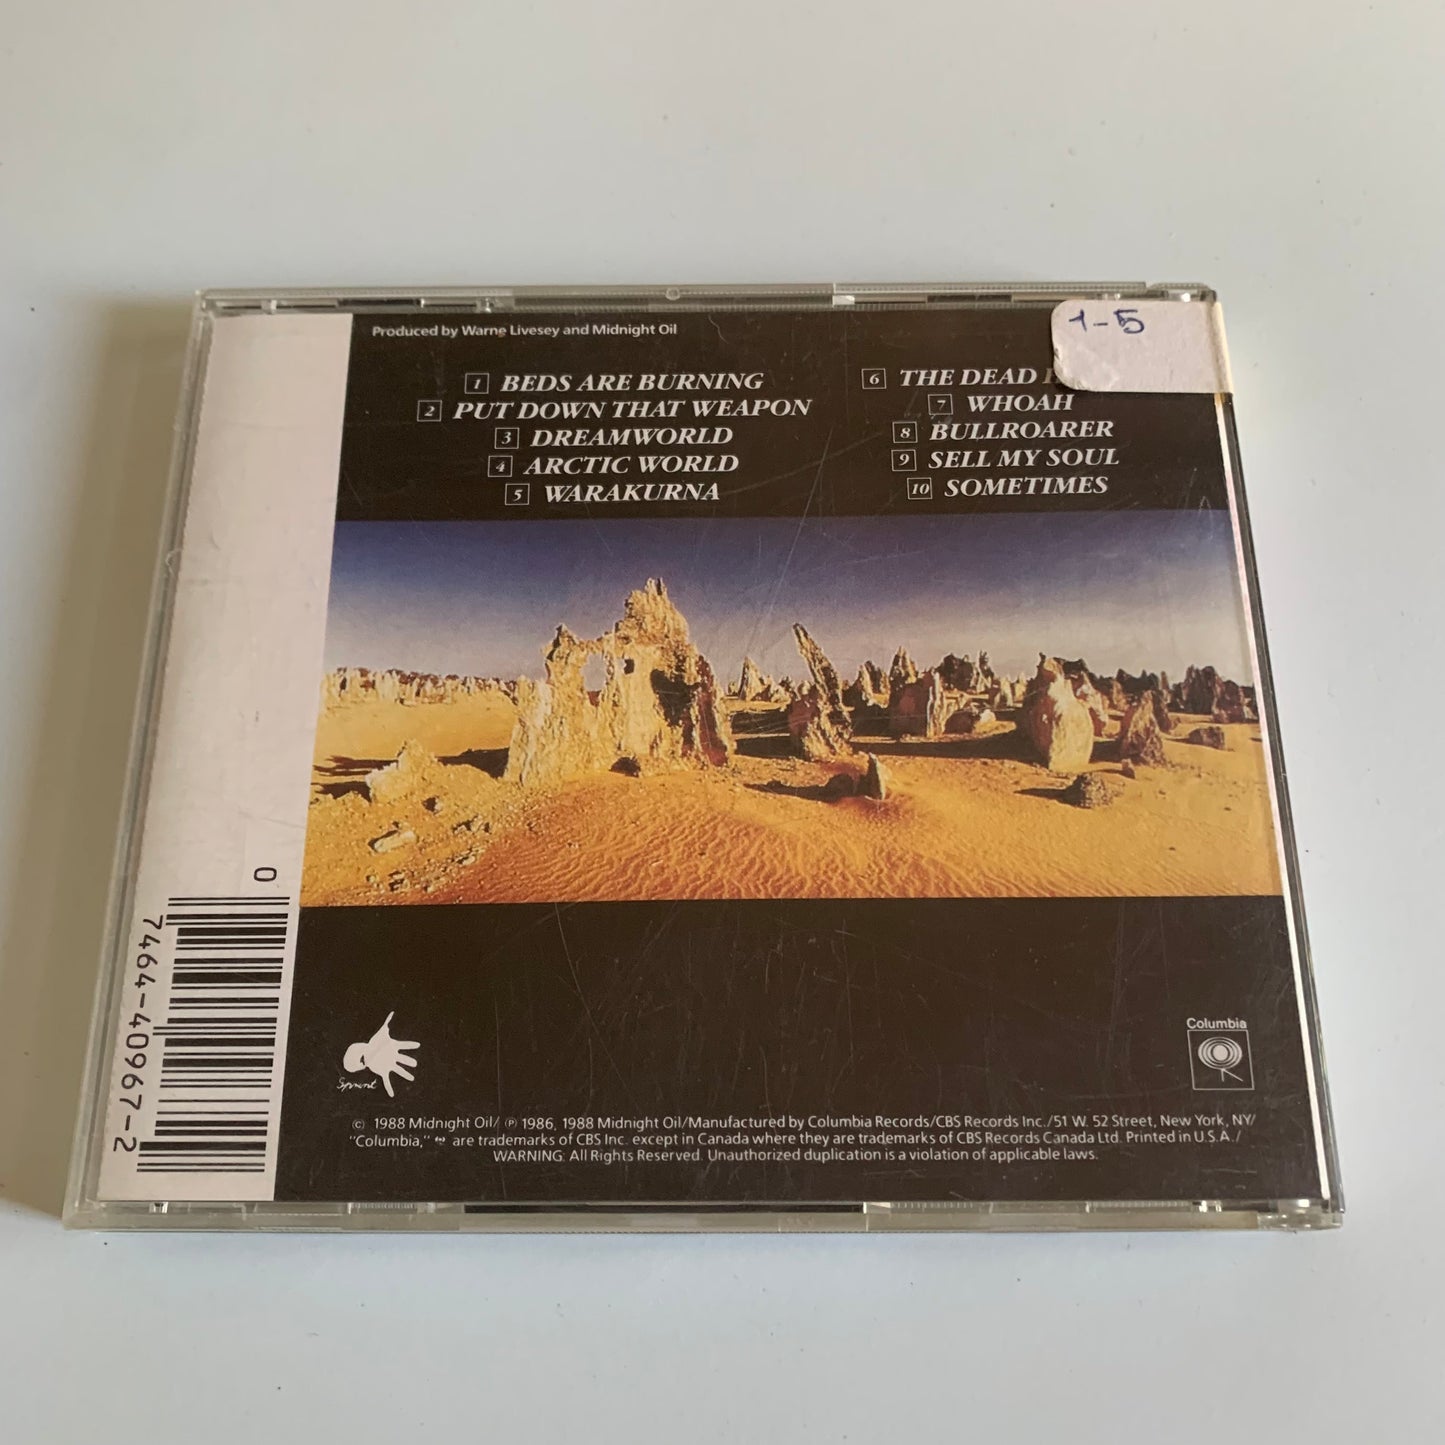 Produced by Warne Livesey and Midnight Oil
1-5
1 BEDS ARE BURNING
2 PUT DOWN THAT WEAPON
3 DREAMWORLD
4 ARCTIC WORLD
5 WARAKURNA
6 THE DEAD
7 WHOAH
8 BULLROARER
9 SELL MY SOUL
10 SOMETIMES
0
7464-40967-2
Sprint
Columbia
© 1988 Midnight Oil/ ℗ 1986, 1988 Midnight Oil/Manufactured by Columbia Records/CBS Records Inc./51 W. 52 Street, New York, NY/
"Columbia," are trademarks of CBS Inc. except in Canada where they are trademarks of CBS Records Canada Ltd. Printed in U.S.A./
WARNING: All Rights Reserved. Unauthorized duplication is a violation of applicable laws.